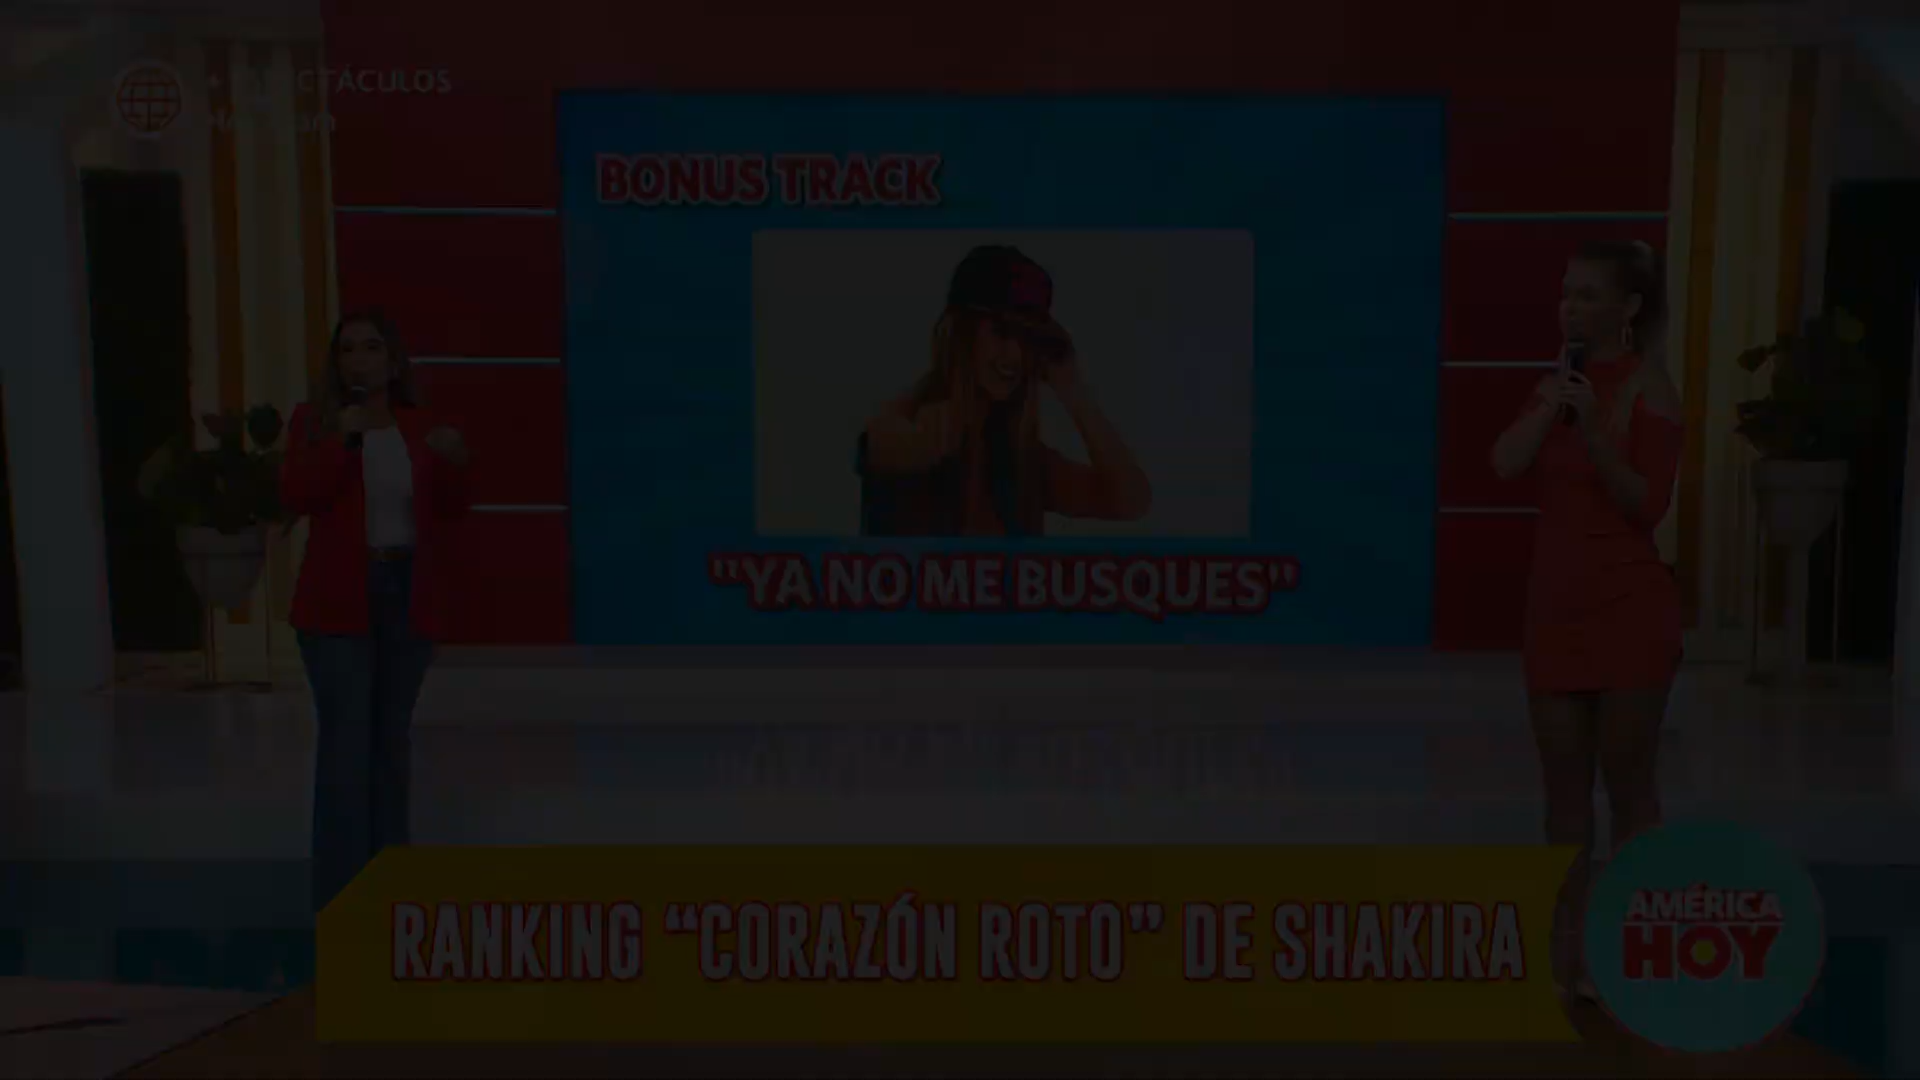 BONUS TRACK
"YA NO ME BUSQUES"
RANKING “CORAZÓN ROTO” DE SHAKIRA
AMÉRICA
HOY